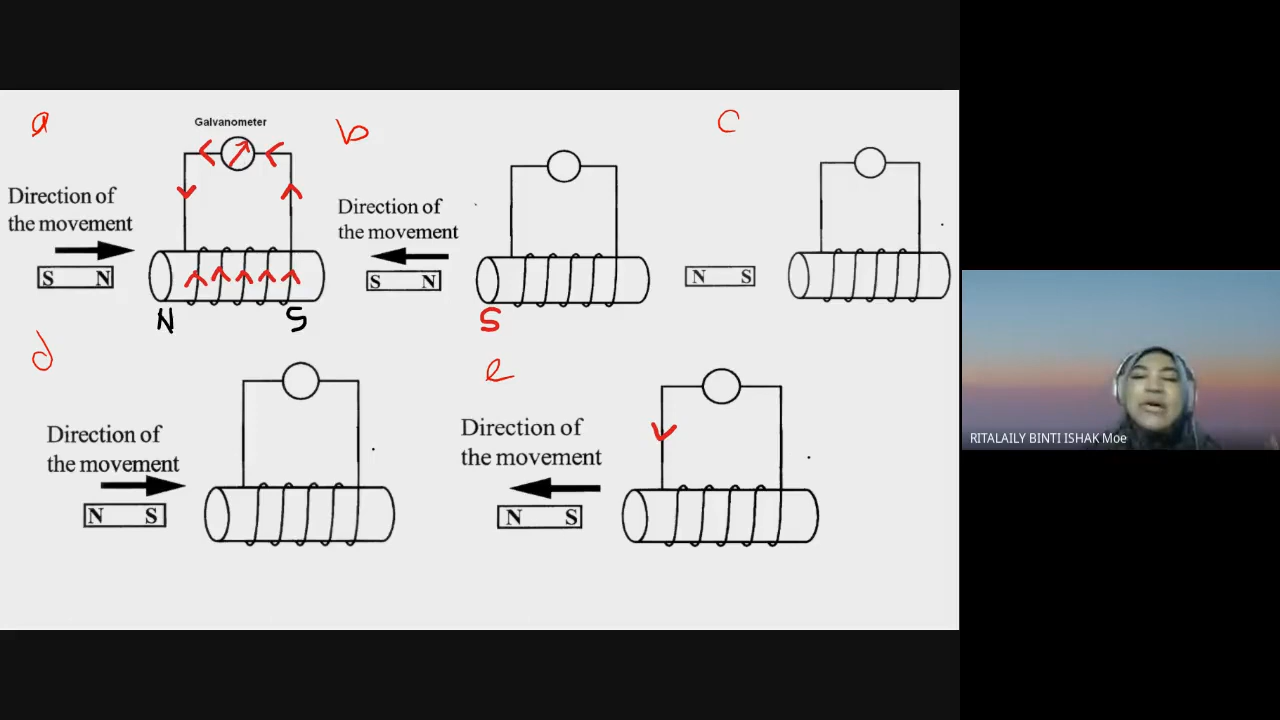 a
Galvanometer
Direction of
the movement
S N
N S
b
Direction of
the movement
S N
S
c
N S
d
Direction of
the movement
N S
e
Direction of
the movement
N S
RITALAILY BINTI ISHAK Moe